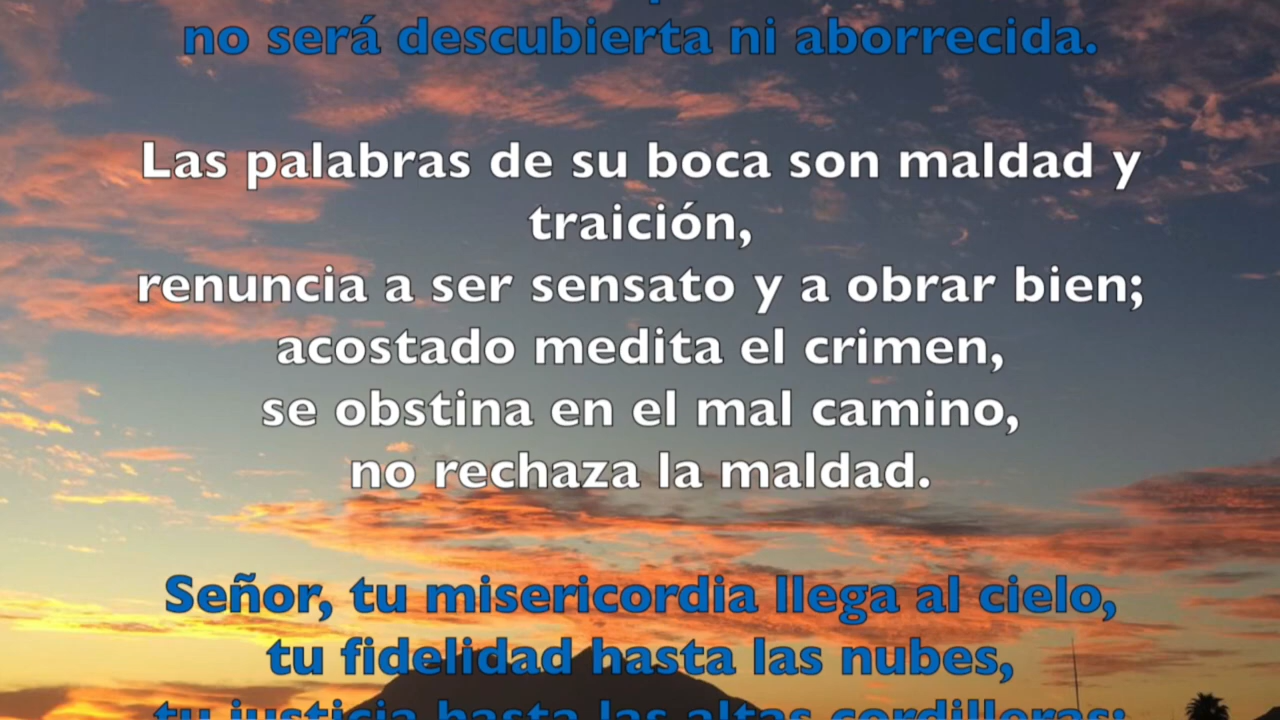 no será descubierta ni aborrecida.
Las palabras de su boca son maldad y
traición,
renuncia a ser sensato y a obrar bien;
acostado medita el crimen,
se obstina en el mal camino,
no rechaza la maldad.
Señor, tu misericordia llega al cielo,
tu fidelidad hasta las nubes,
tu justicia hasta las altas cordilleras;